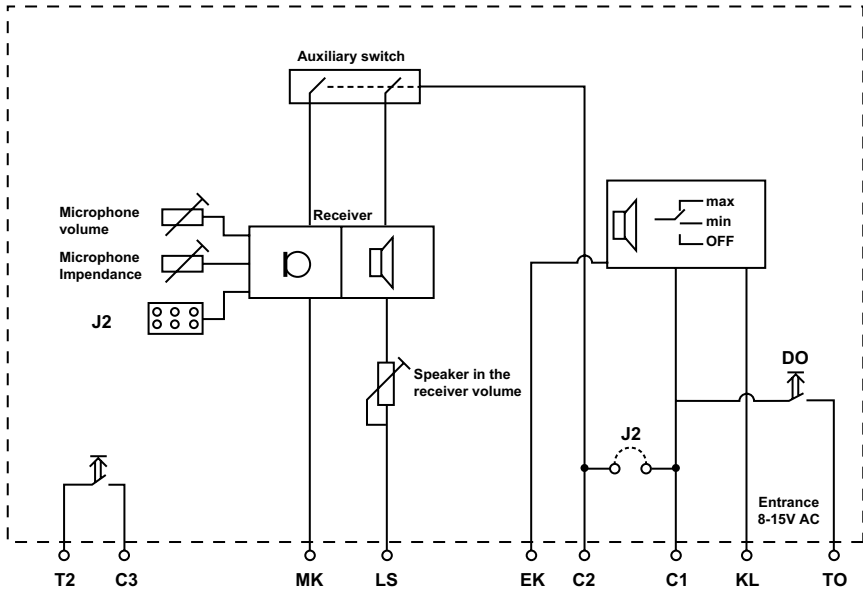 Auxiliary switch
max
min
OFF
Microphone
volume
Receiver
Microphone
Impendance
J2
Speaker in the
receiver volume
DO
J2
Entrance
8-15V AC
T2
C3
MK
LS
EK
C2
C1
KL
TO